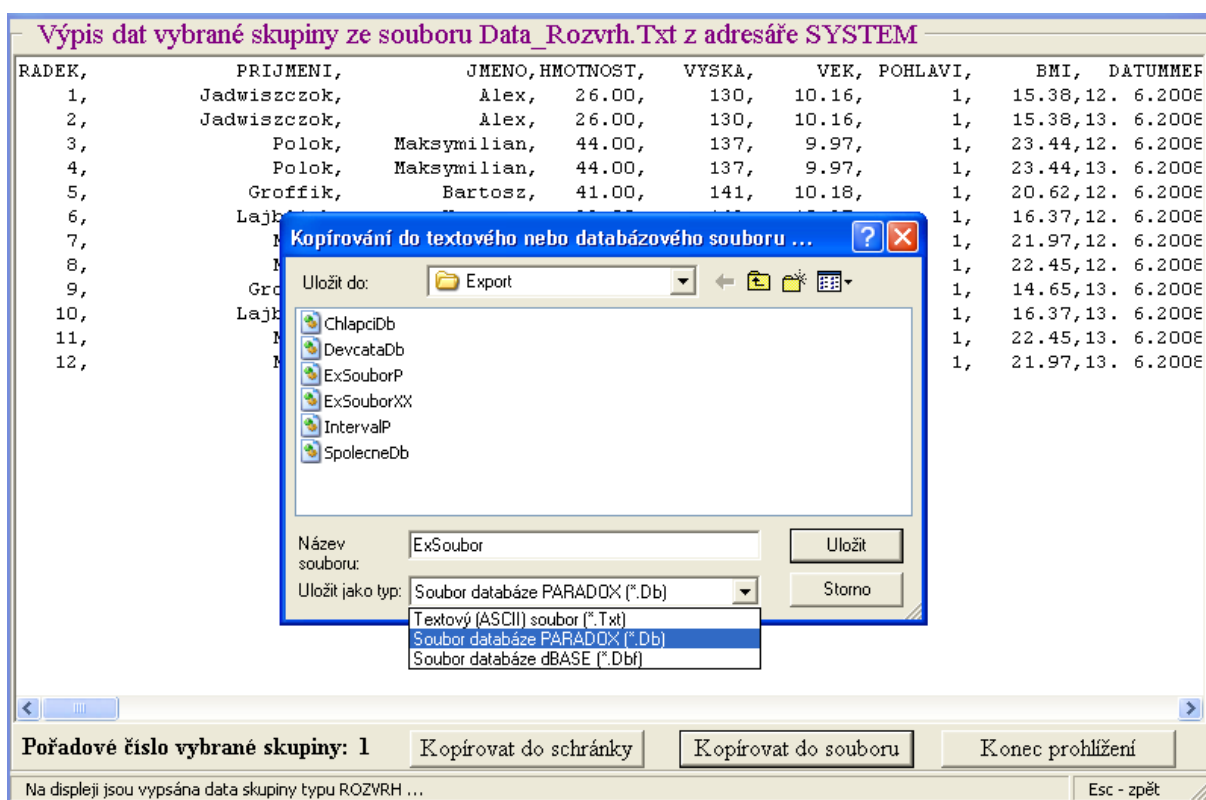 Výpis dat vybrané skupiny ze souboru Data_Rozvrh.Txt z adresáře SYSTEM
RADEK, PRIJMENI, JMENO, HMOTNOST, VYSKA, VEK, POHLAVI, BMI, DATUMMER
1, Jadwiszczok, Alex, 26.00, 130, 10.16, 1, 15.38,12. 6.2008
2, Jadwiszczok, Alex, 26.00, 130, 10.16, 1, 15.38,13. 6.2008
3, Polok, Maksymilian, 44.00, 137, 9.97, 1, 23.44,12. 6.2008
4, Polok, Maksymilian, 44.00, 137, 9.97, 1, 23.44,13. 6.2008
5, Groffik, Bartosz, 41.00, 141, 10.18, 1, 20.62,12. 6.2008
6, 1, 16.37,12. 6.2008
7, 1, 21.97,12. 6.2008
8, 1, 22.45,12. 6.2008
9, 1, 14.65,13. 6.2008
10, 1, 16.37,13. 6.2008
11, 1, 22.45,13. 6.2008
12, 1, 21.97,13. 6.2008
Kopírování do textového nebo databázového souboru ...
Uložit do: Export
ChlapciDb
DevcataDb
ExSouborP
ExSouborXX
IntervalP
SpolecneDb
Název
souboru:
ExSoubor
Uložit
Uložit jako typ: Soubor databáze PARADOX (*.Db)
Storno
Textový (ASCII) soubor (*.Txt)
Soubor databáze PARADOX (*.Db)
Soubor databáze dBASE (*.Dbf)
Pořadové číslo vybrané skupiny: 1
Kopírovat do schránky
Kopírovat do souboru
Konec prohlížení
Na displeji jsou vypsána data skupiny typu ROZVRH ...
Esc - zpět